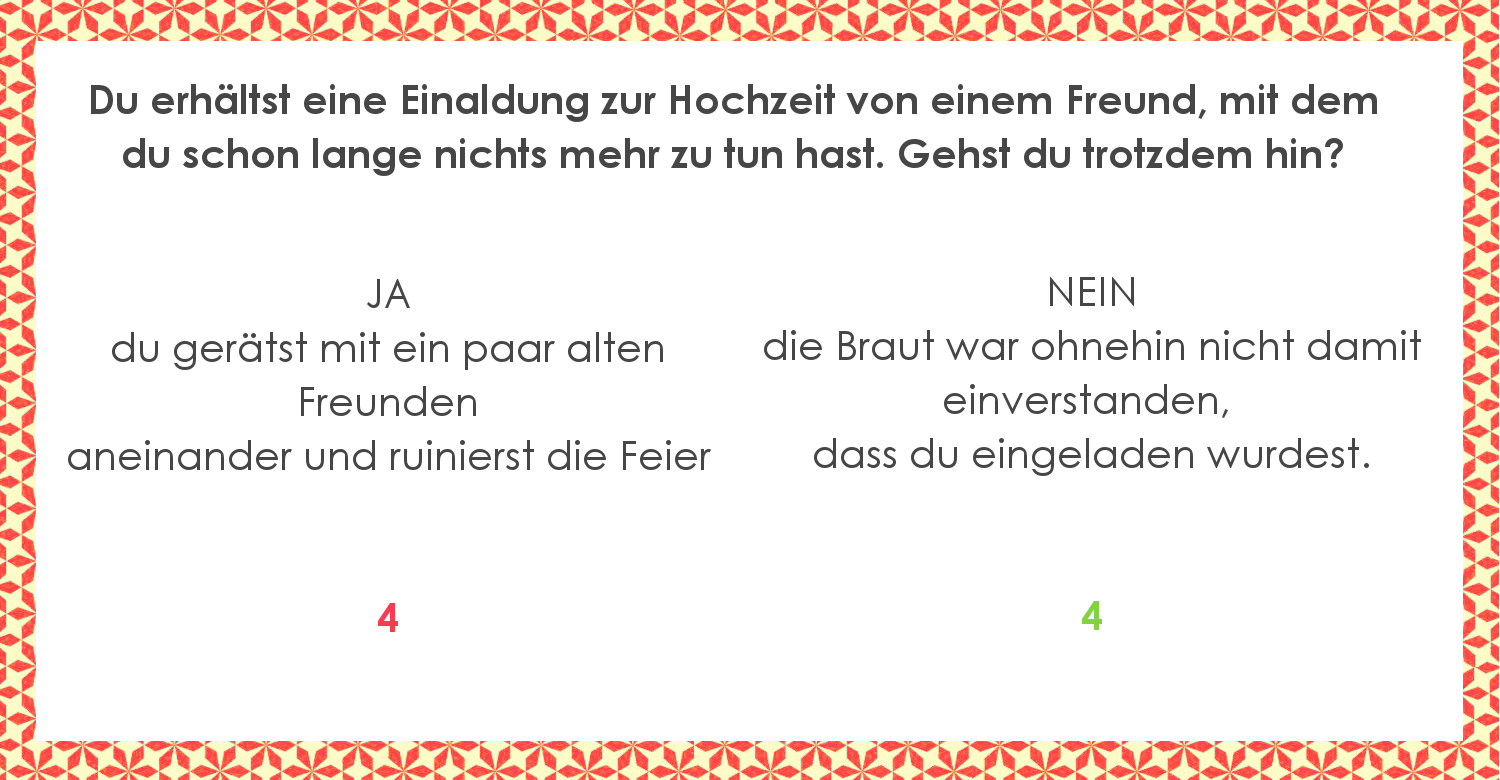 Du erhältst eine Einaldung zur Hochzeit von einem Freund, mit dem
du schon lange nichts mehr zu tun hast. Gehst du trotzdem hin?
JA
du gerätst mit ein paar alten
Freunden
aneinander und ruinierst die Feier
4
NEIN
die Braut war ohnehin nicht damit
einverstanden,
dass du eingeladen wurdest.
4